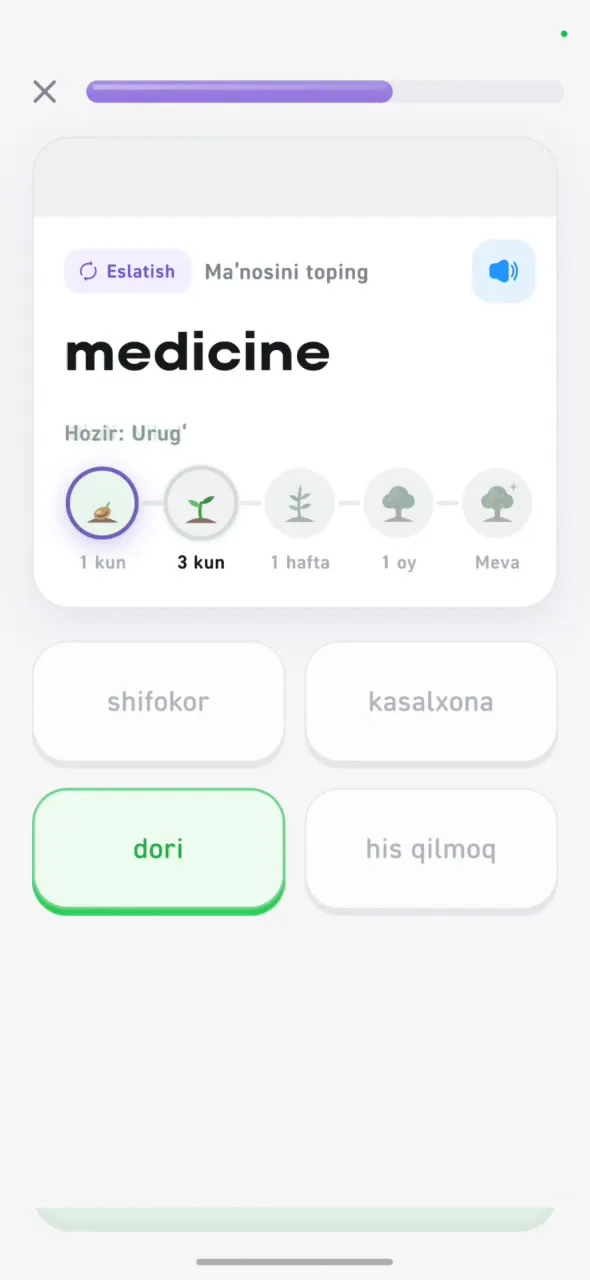 Eslatish Ma’nosini toping
medicine
Hozir: Urug‘
1 kun 3 kun 1 hafta 1 oy Meva
shifokor kasalxona
dori his qilmoq